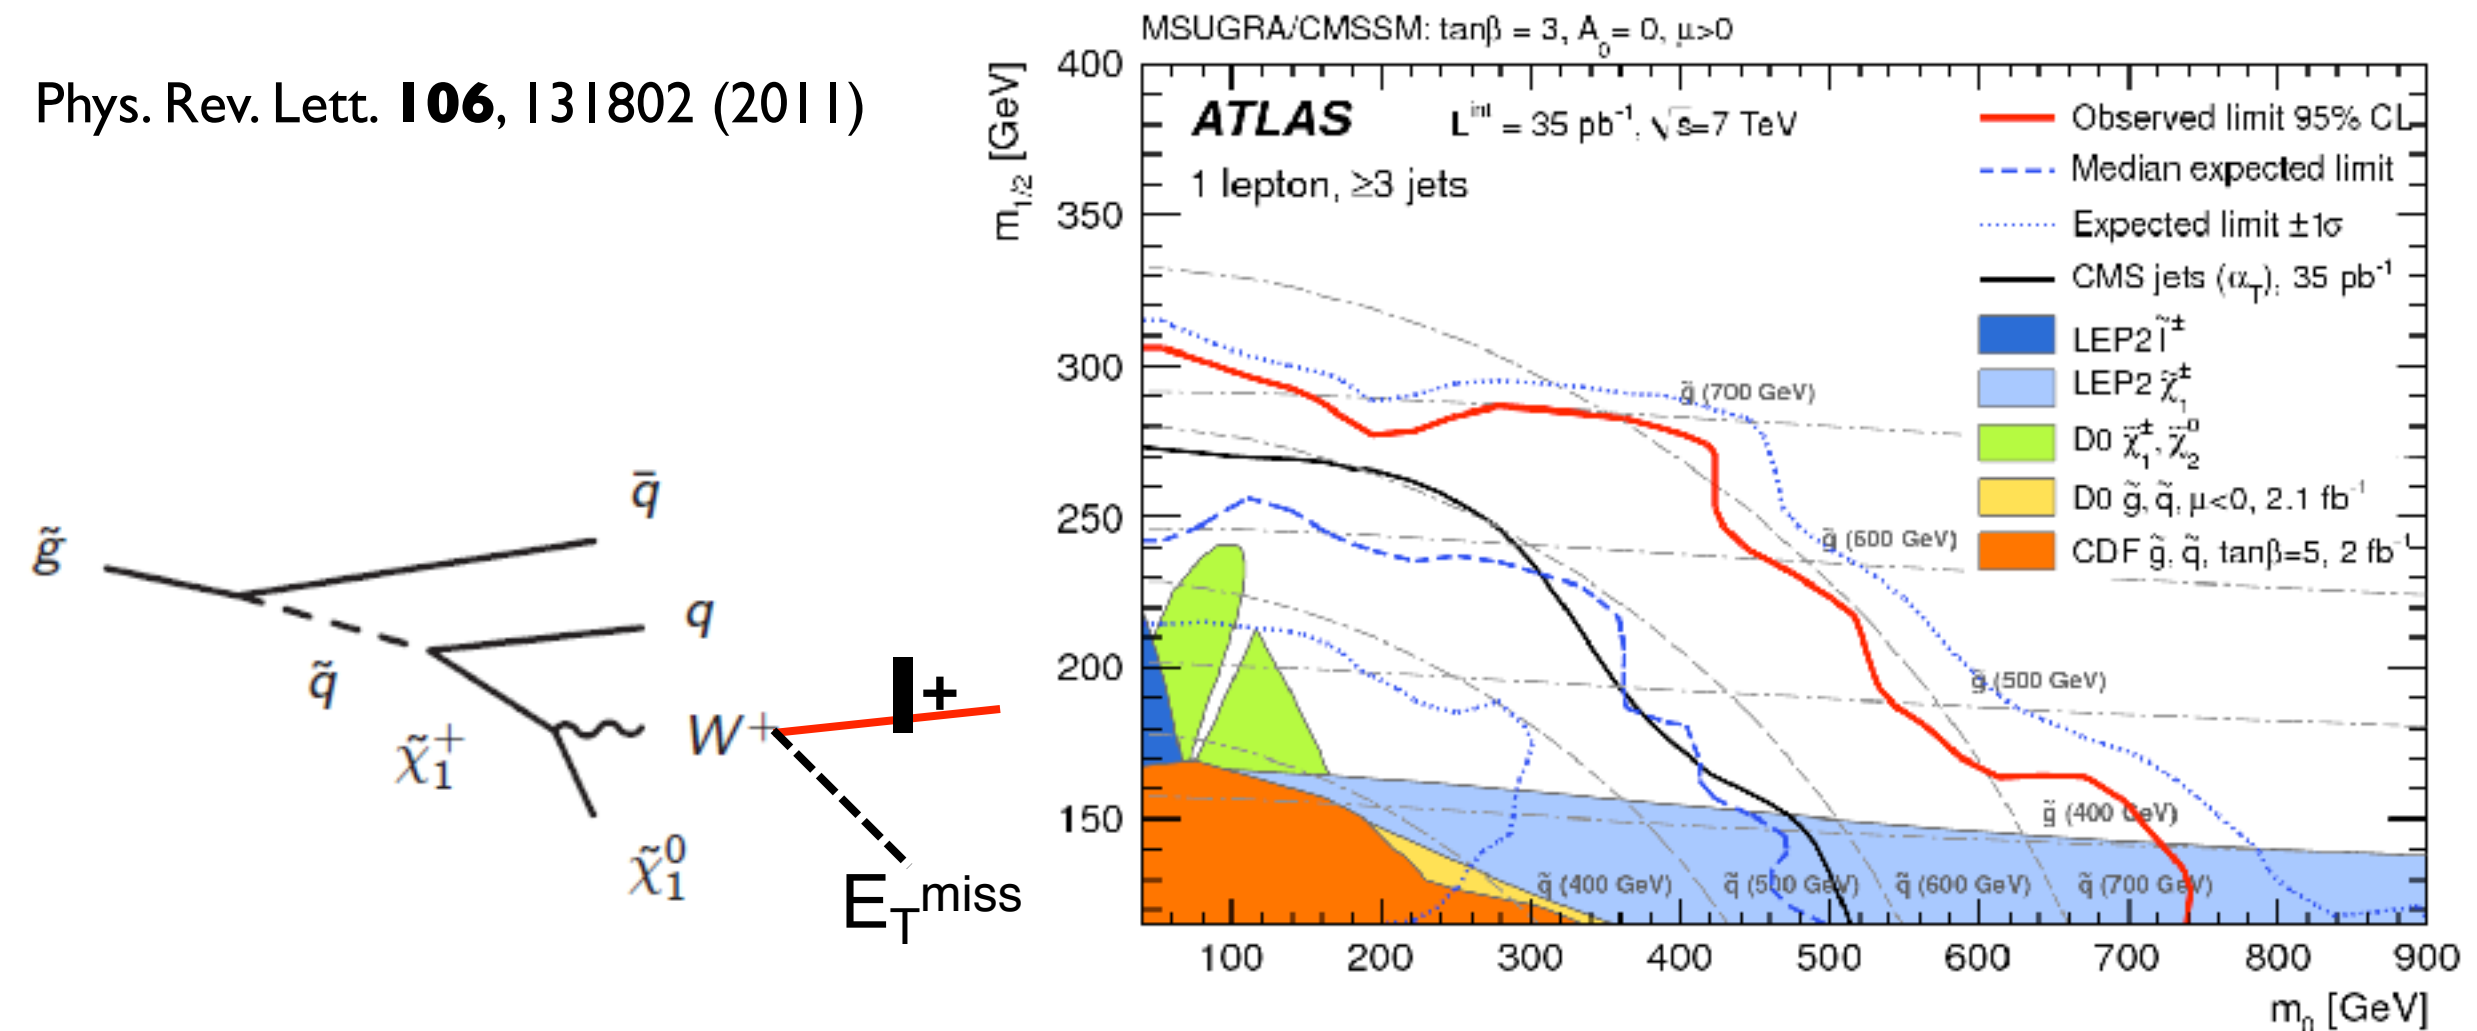 Phys. Rev. Lett. 106, 131802 (2011)
g̃
q̄
q
q̃
χ̃₁⁺
W⁺
l+
χ̃₁⁰
E_T^miss
MSUGRA/CMSSM: tanβ = 3, A₀= 0, μ>0
m₁/₂ [GeV]
400
350
300
250
200
150
ATLAS
L^int = 35 pb⁻¹, √s=7 TeV
1 lepton, ≥3 jets
Observed limit 95% CL
Median expected limit
Expected limit ±1σ
CMS jets (α_T), 35 pb⁻¹
LEP2 l̃±
LEP2 χ̃₁±
D0 χ̃₁±, χ̃₂⁰
D0 g̃, q̃, μ<0, 2.1 fb⁻¹
CDF g̃, q̃, tanβ=5, 2 fb⁻¹
g̃ (700 GeV)
g̃ (600 GeV)
g̃ (500 GeV)
g̃ (400 GeV)
q̃ (400 GeV)
q̃ (500 GeV)
q̃ (600 GeV)
q̃ (700 GeV)
100 200 300 400 500 600 700 800 900
m₀ [GeV]